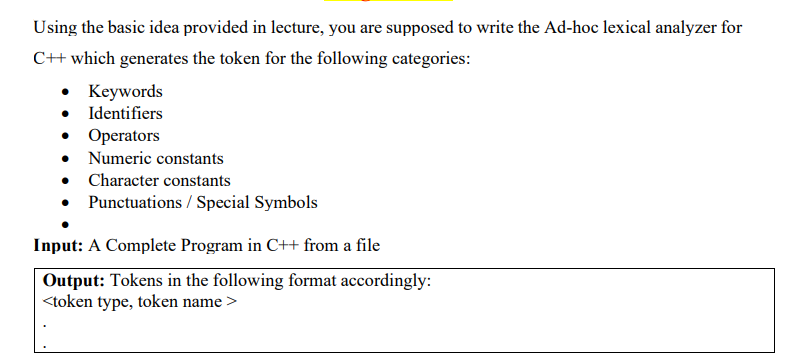 Using the basic idea provided in lecture, you are supposed to write the Ad-hoc lexical analyzer for
C++ which generates the token for the following categories:
• Keywords
• Identifiers
• Operators
• Numeric constants
• Character constants
• Punctuations / Special Symbols
•
Input: A Complete Program in C++ from a file
Output: Tokens in the following format accordingly:
<token type, token name >
.
.